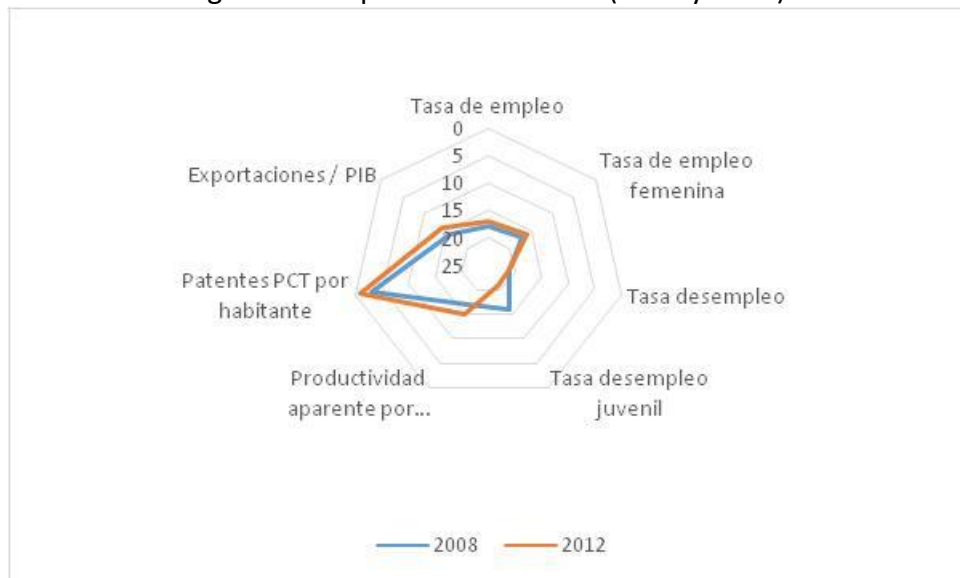 Tasa de empleo
0
5
10
15
20
25
Tasa de empleo
femenina
Tasa desempleo
Tasa desempleo
juvenil
Productividad
aparente por...
Patentes PCT por
habitante
Exportaciones / PIB
2008
2012